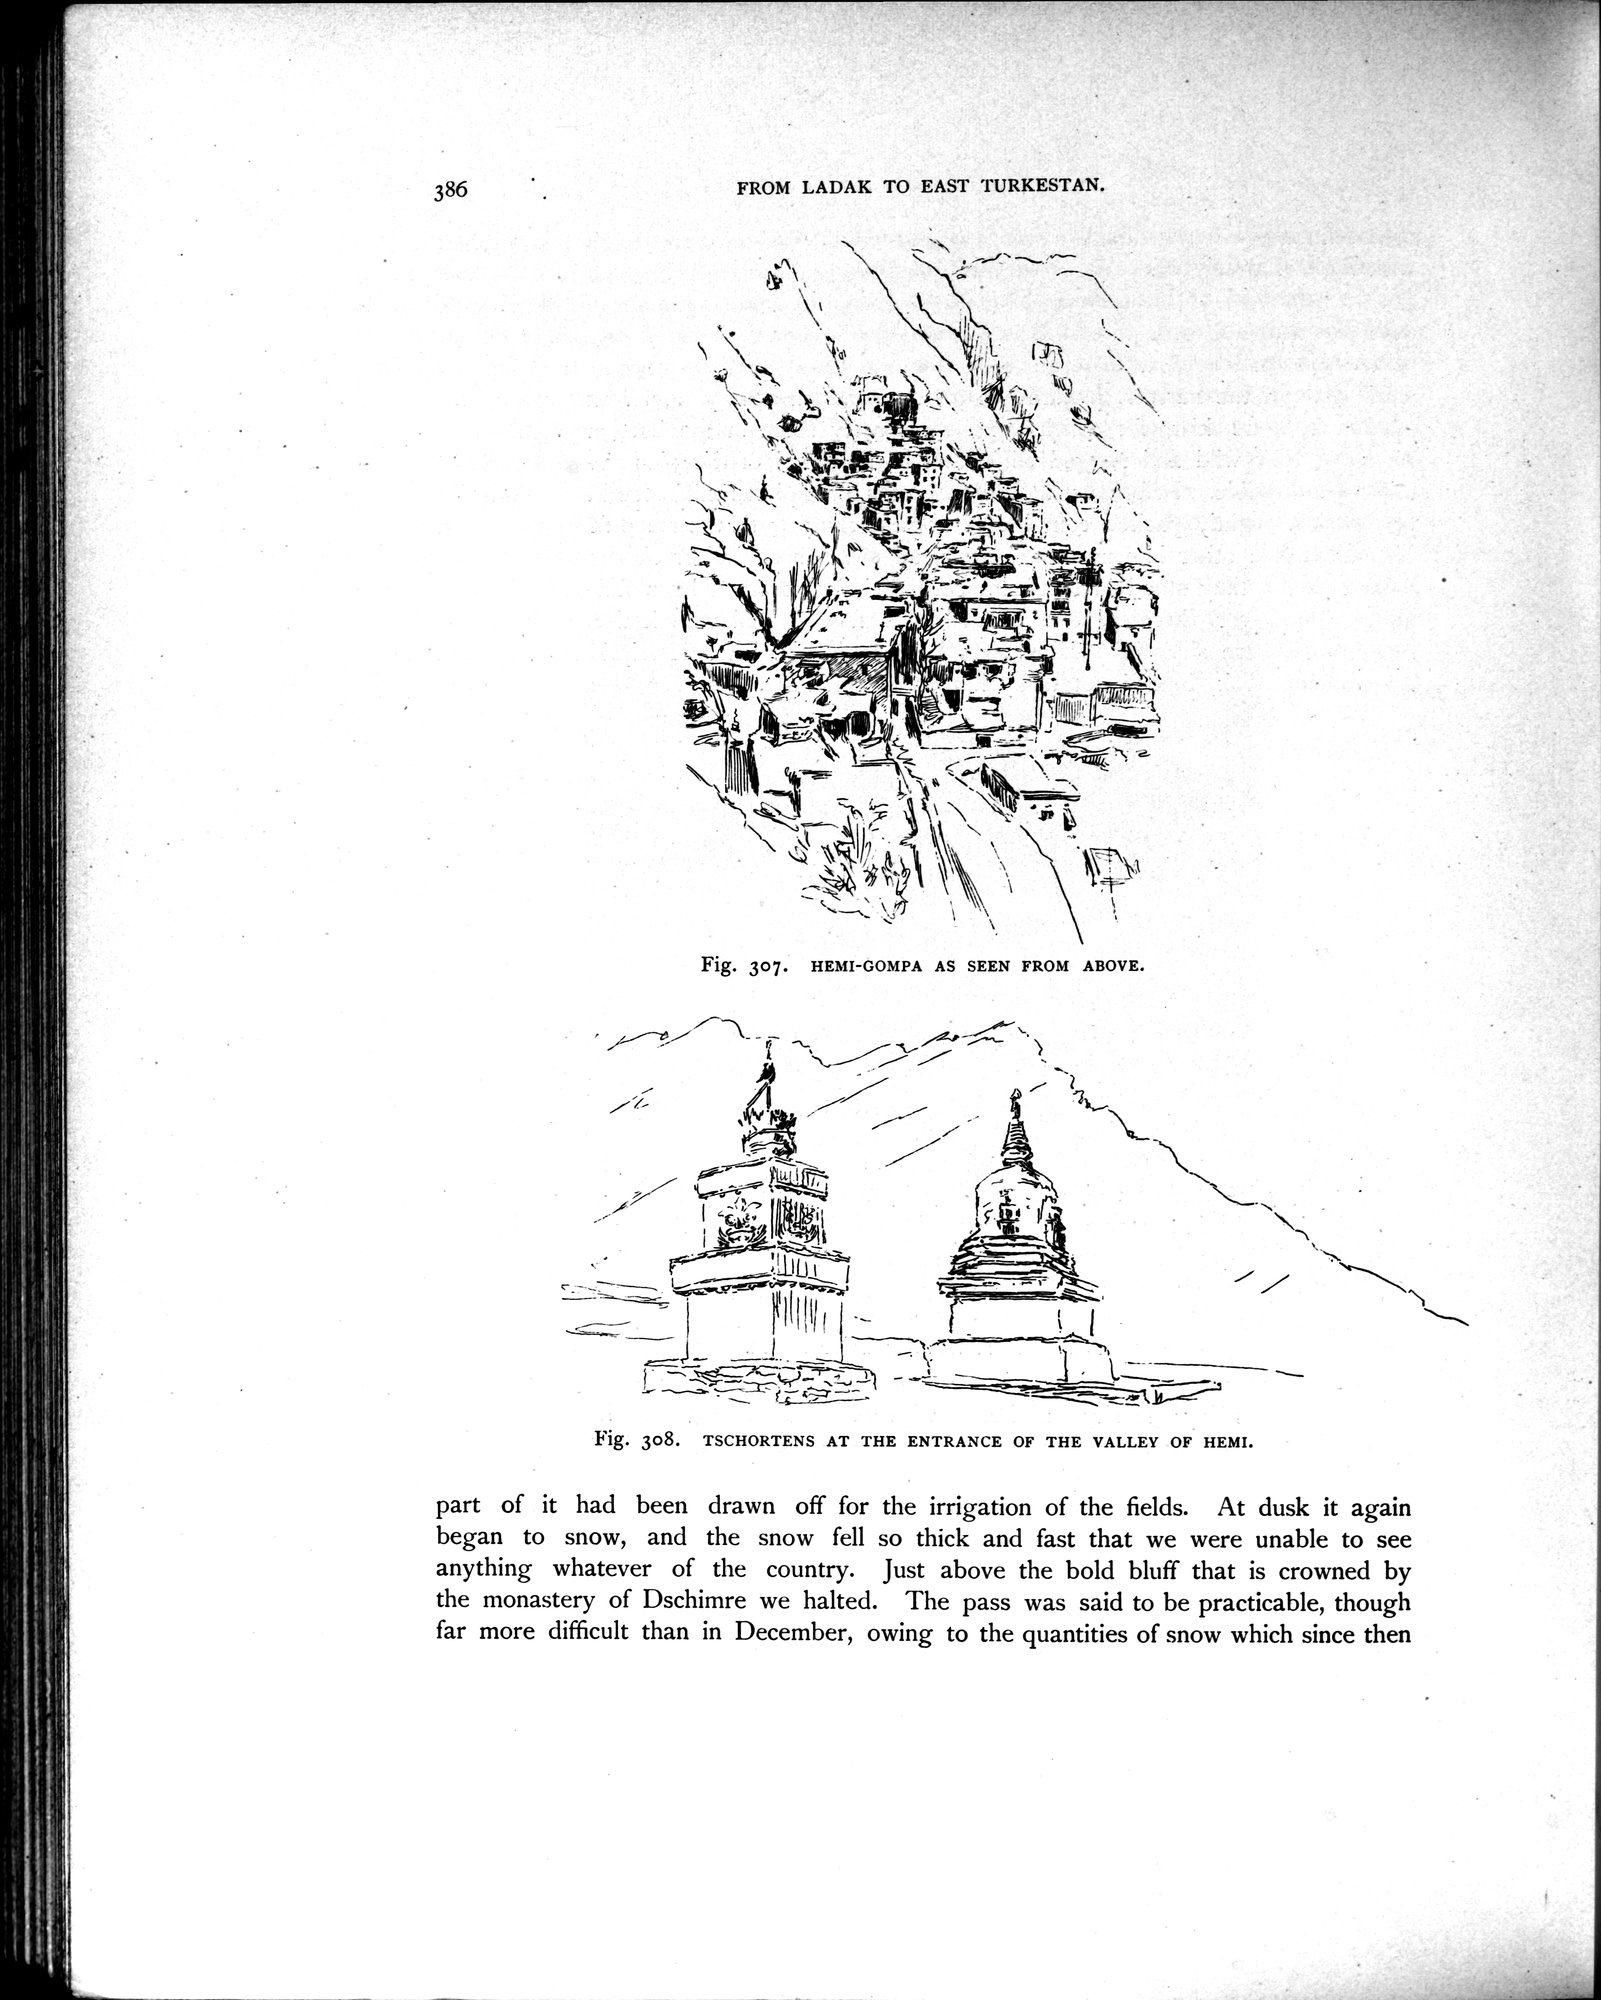 386
FROM LADAK TO EAST TURKESTAN.
Fig. 307. HEMI-GOMPA AS SEEN FROM ABOVE.
Fig. 308. TSCHORTENS AT THE ENTRANCE OF THE VALLEY OF HEMI.
part of it had been drawn off for the irrigation of the fields. At dusk it again
began to snow, and the snow fell so thick and fast that we were unable to see
anything whatever of the country. Just above the bold bluff that is crowned by
the monastery of Dschimre we halted. The pass was said to be practicable, though
far more difficult than in December, owing to the quantities of snow which since then